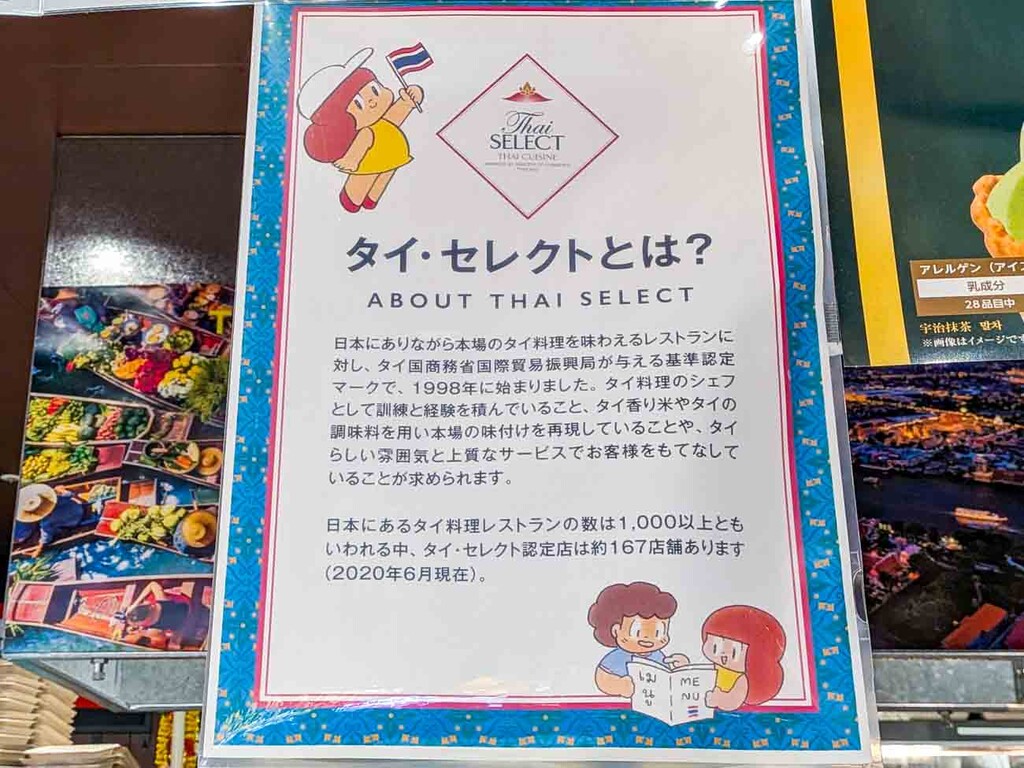 Thai
SELECT
THAI CUISINE
タイ・セレクトとは？
ABOUT THAI SELECT
日本にありながら本場のタイ料理を味わえるレストランに
対し、タイ国商務省国際貿易振興局が与える基準認定
マークで、1998年に始まりました。タイ料理のシェフ
として訓練と経験を積んでいること、タイ香り米やタイの
調味料を用い本場の味付けを再現していることや、タイ
らしい雰囲気と上質なサービスでお客様をもてなして
いることが求められます。
日本にあるタイ料理レストランの数は1,000以上とも
いわれる中、タイ・セレクト認定店は約167店舗あります
(2020年6月現在)。
เม
นู
ME
NU
アレルゲン（アイス
乳成分
28品目中
宇治抹茶 말차
※画像はイメージです